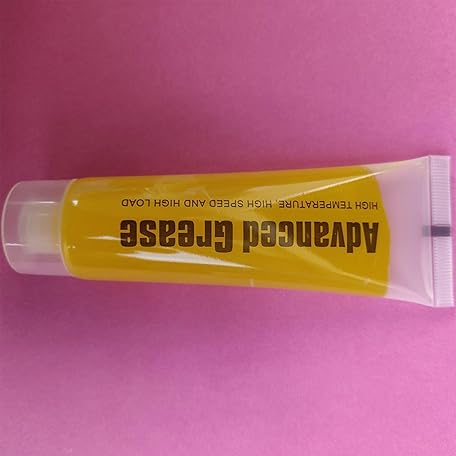 Advanced Grease
HIGH TEMPERATURE, HIGH SPEED AND HIGH LOAD